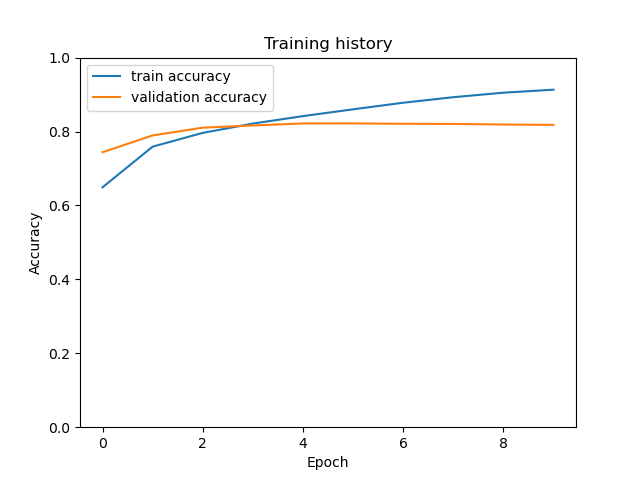 Training history
train accuracy
validation accuracy
1.0
0.8
0.6
0.4
0.2
0.0
Accuracy
0 2 4 6 8
Epoch